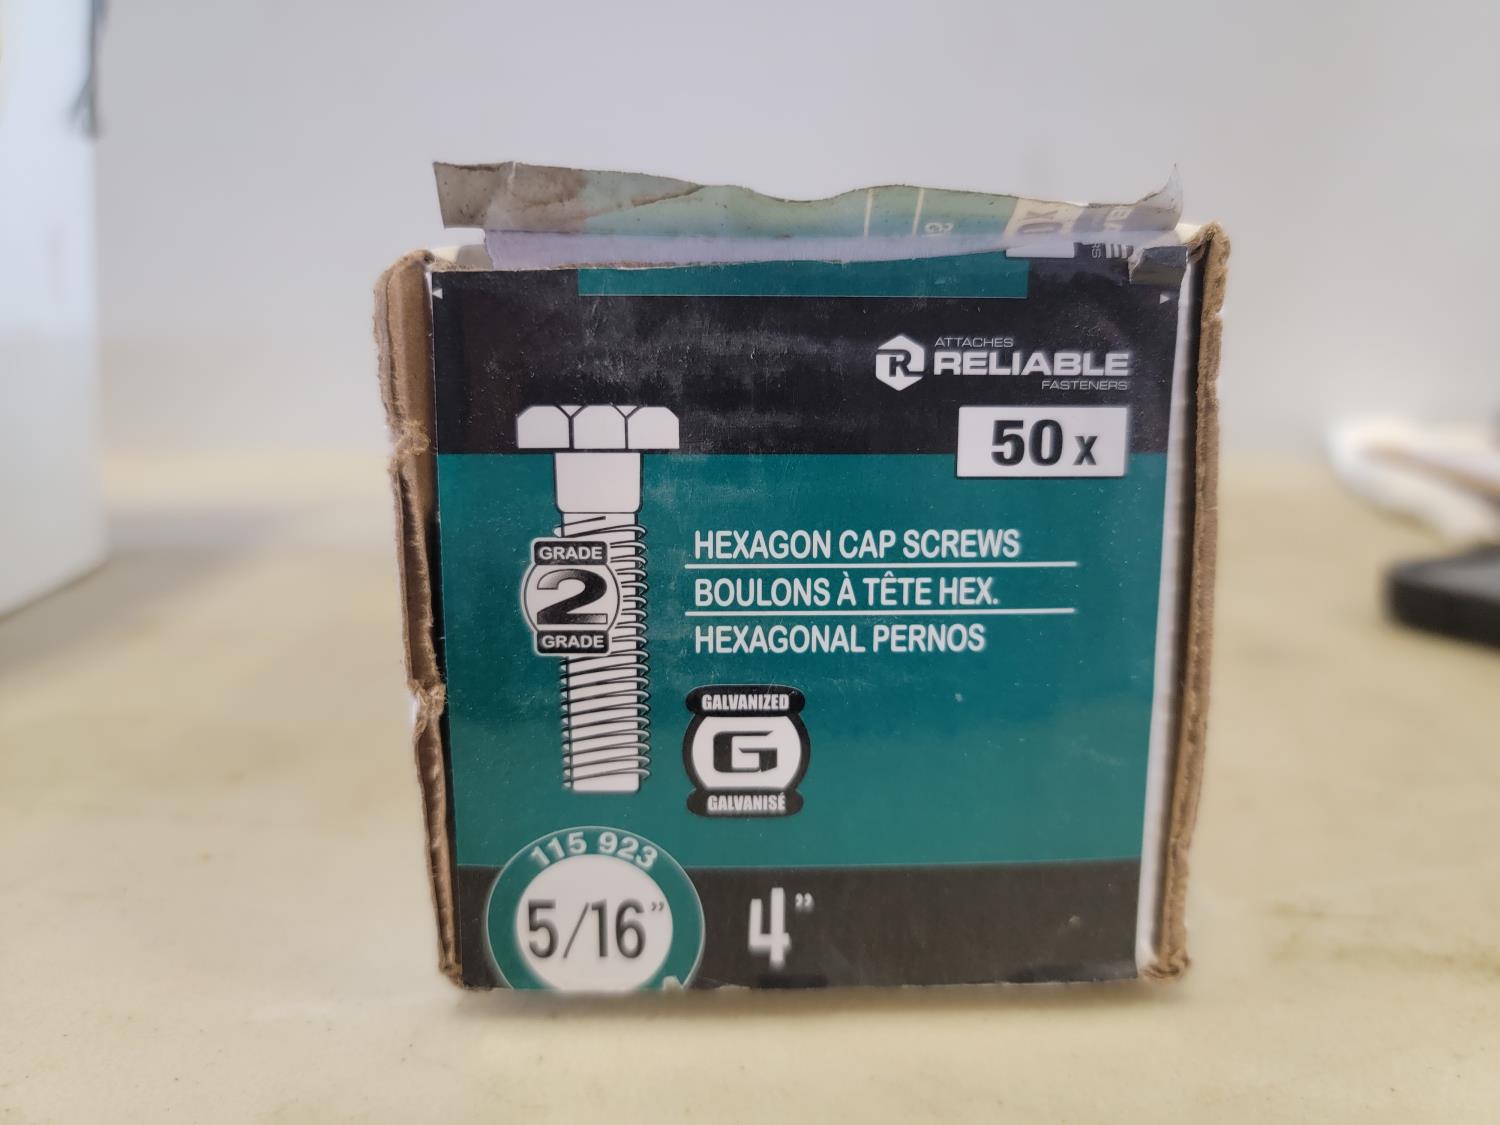 ATTACHES
RELIABLE
FASTENERS
50 x
HEXAGON CAP SCREWS
BOULONS À TÊTE HEX.
HEXAGONAL PERNOS
GRADE
2
GRADE
GALVANIZED
G
GALVANISÉ
115 923
5/16”
4”